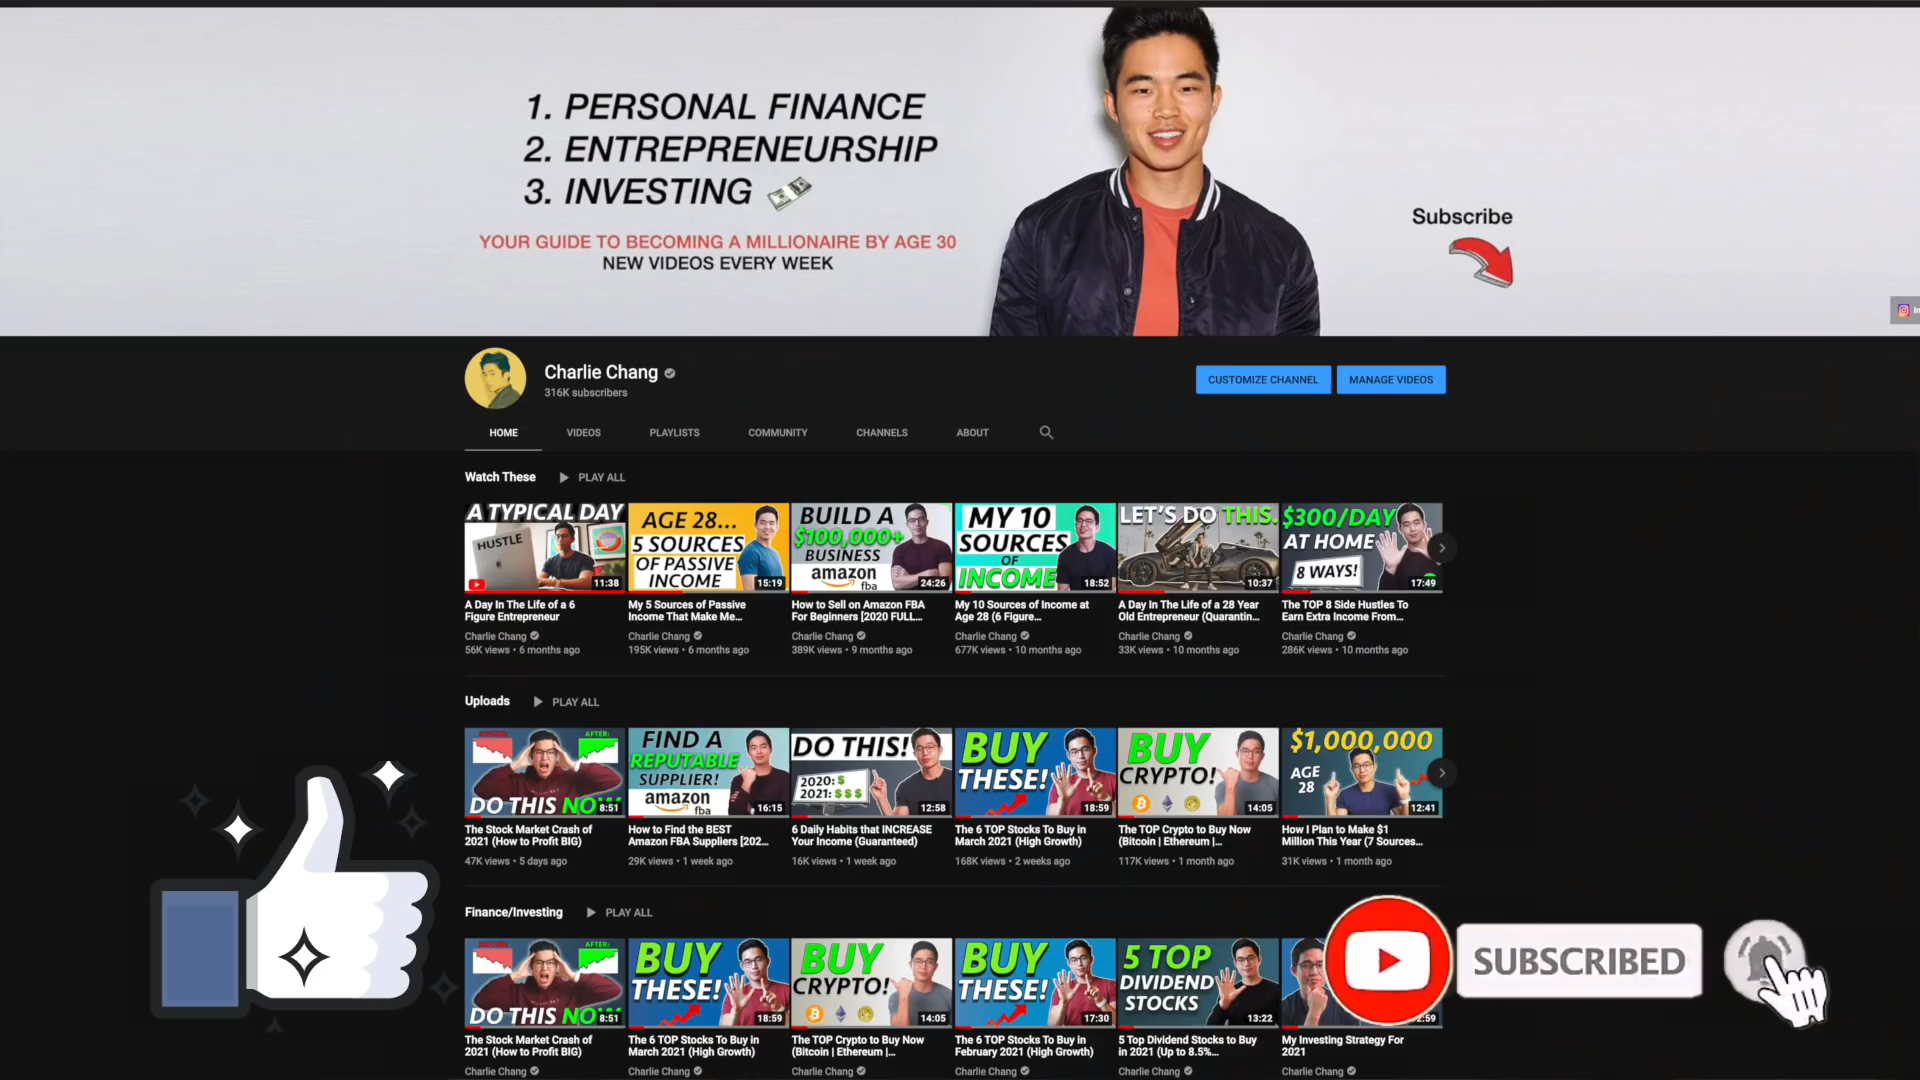 1. PERSONAL FINANCE
2. ENTREPRENEURSHIP
3. INVESTING
YOUR GUIDE TO BECOMING A MILLIONAIRE BY AGE 30
NEW VIDEOS EVERY WEEK
Subscribe
Charlie Chang
316K subscribers
CUSTOMIZE CHANNEL
MANAGE VIDEOS
HOME VIDEOS PLAYLISTS COMMUNITY CHANNELS ABOUT
Watch These PLAY ALL
A TYPICAL DAY
HUSTLE
11:38
AGE 28...
5 SOURCES
OF PASSIVE
INCOME
15:19
BUILD A
$100,000+
BUSINESS
amazon
fba
24:26
MY 10
SOURCES
OF
INCOME
18:52
LET'S DO THIS.
10:37
$300/DAY
AT HOME
8 WAYS!
17:49
A Day In The Life of a 6
Figure Entrepreneur
Charlie Chang
56K views • 6 months ago
My 5 Sources of Passive
Income That Make Me...
Charlie Chang
195K views • 6 months ago
How to Sell on Amazon FBA
For Beginners [2020 FULL...
Charlie Chang
389K views • 9 months ago
My 10 Sources of Income at
Age 28 (6 Figure...
Charlie Chang
677K views • 10 months ago
A Day In The Life of a 28 Year
Old Entrepreneur (Quarantin...
Charlie Chang
33K views • 10 months ago
The TOP 8 Side Hustles To
Earn Extra Income From...
Charlie Chang
286K views • 10 months ago
Uploads PLAY ALL
AFTER:
DO THIS NOW
8:51
FIND A
REPUTABLE
SUPPLIER!
amazon
fba
16:15
DO THIS!
2020: $
2021: $$$
12:58
BUY
THESE!
18:59
BUY
CRYPTO!
14:05
$1,000,000
AGE
28
12:41
The Stock Market Crash of
2021 (How to Profit BIG)
47K views • 5 days ago
How to Find the BEST
Amazon FBA Suppliers [202...
29K views • 1 week ago
6 Daily Habits that INCREASE
Your Income (Guaranteed)
16K views • 1 week ago
The 6 TOP Stocks To Buy in
March 2021 (High Growth)
168K views • 2 weeks ago
The TOP Crypto to Buy Now
(Bitcoin | Ethereum |...
117K views • 1 month ago
How I Plan to Make $1
Million This Year (7 Sources...
31K views • 1 month ago
Finance/Investing PLAY ALL
AFTER:
DO THIS NOW
8:51
BUY
THESE!
18:59
BUY
CRYPTO!
14:05
BUY
THESE!
17:30
5 TOP
DIVIDEND
STOCKS
13:22
2:59
SUBSCRIBED
The Stock Market Crash of
2021 (How to Profit BIG)
Charlie Chang
The 6 TOP Stocks To Buy in
March 2021 (High Growth)
Charlie Chang
The TOP Crypto to Buy Now
(Bitcoin | Ethereum |...
Charlie Chang
The 6 TOP Stocks To Buy in
February 2021 (High Growth)
Charlie Chang
5 Top Dividend Stocks to Buy
in 2021 (Up to 8.5%...
Charlie Chang
My Investing Strategy For
2021
Charlie Chang